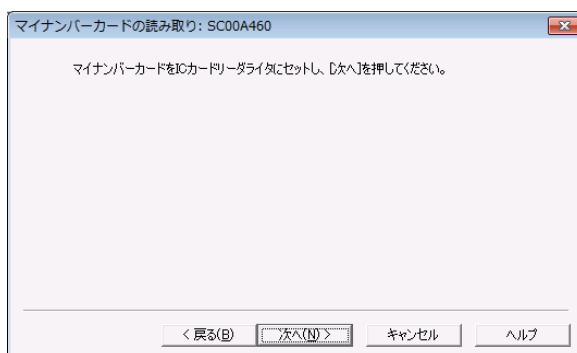 マイナンバーカードの読み取り: SC00A460
マイナンバーカードをICカードリーダライタにセットし、[次へ]を押してください。
< 戻る(B)  次へ(N) >  キャンセル  ヘルプ